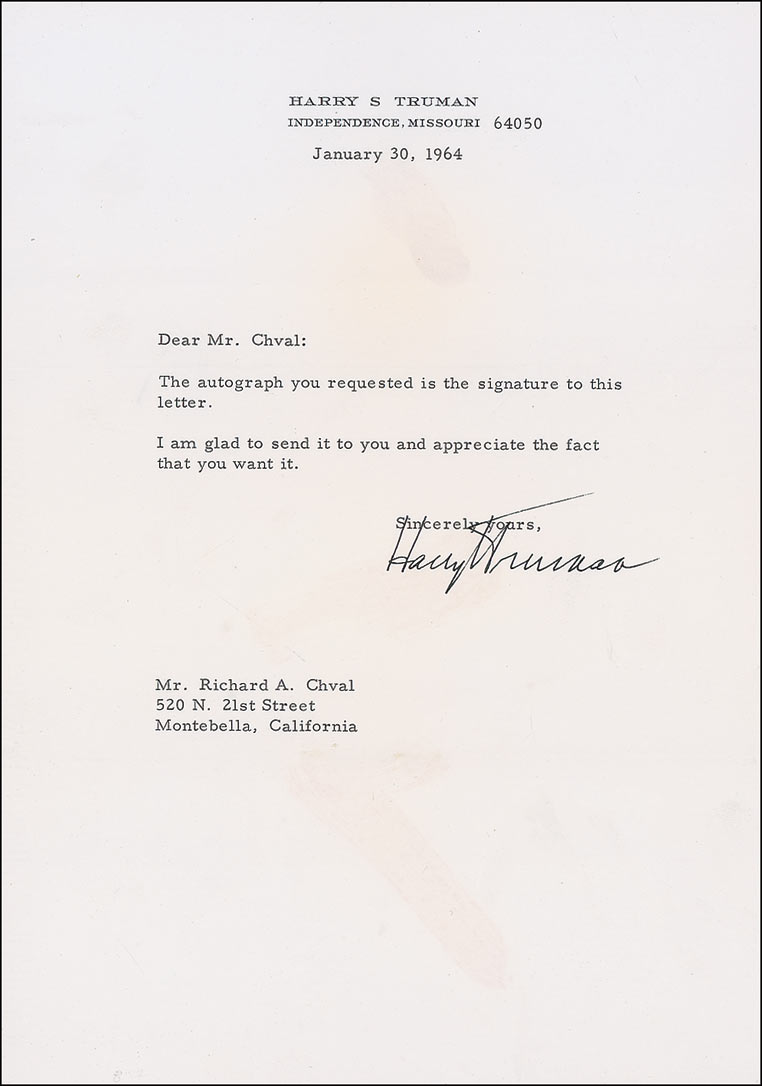 HARRY S TRUMAN
INDEPENDENCE, MISSOURI 64050
January 30, 1964
Dear Mr. Chval:
The autograph you requested is the signature to this
letter.
I am glad to send it to you and appreciate the fact
that you want it.
Sincerely yours,
Harry S Truman
Mr. Richard A. Chval
520 N. 21st Street
Montebella, California